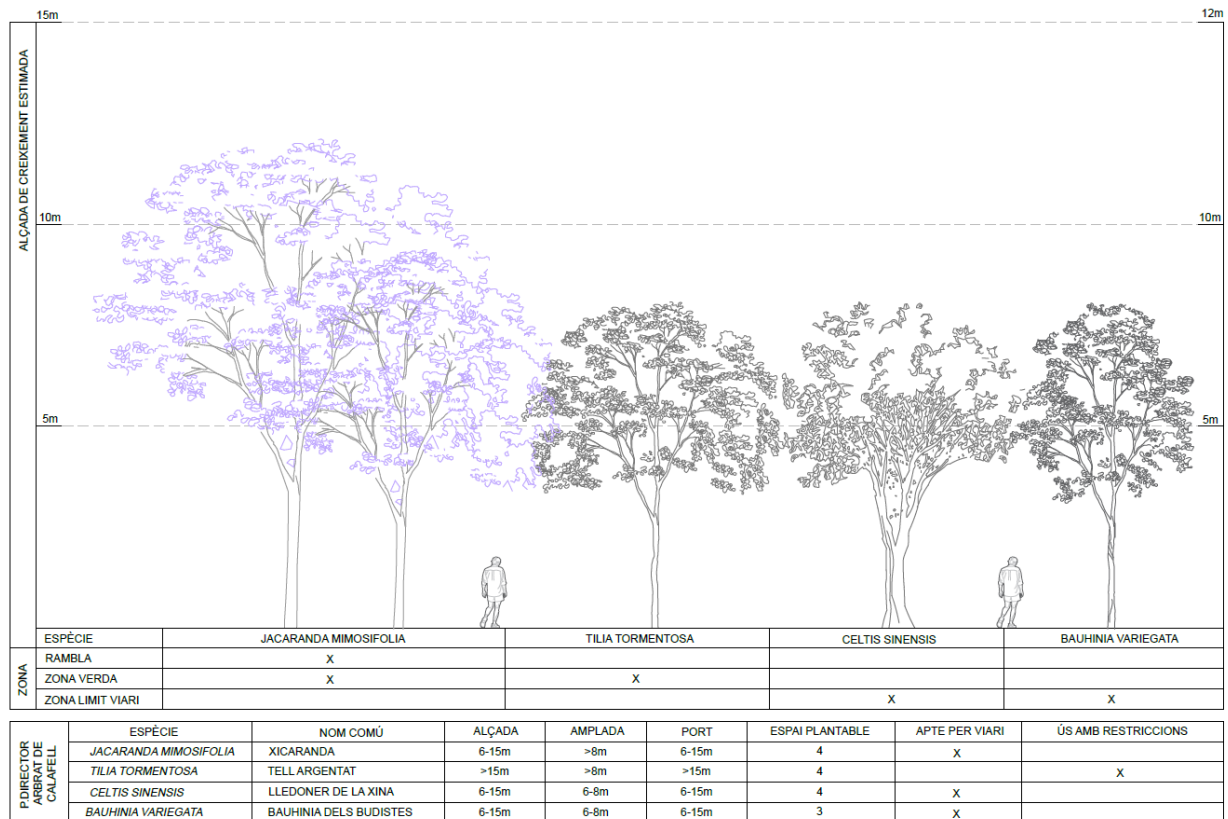 15m 12m
ALÇADA DE CREIXEMENT ESTIMADA
10m 10m
5m 5m
ESPÈCIE JACARANDA MIMOSIFOLIA TILIA TORMENTOSA CELTIS SINENSIS BAUHINIA VARIEGATA
ZONA
RAMBLA X
ZONA VERDA X X
ZONA LIMIT VIARI X X
P.DIRECTOR
ARBRAT DE
CALAFELL
ESPÈCIE NOM COMÚ ALÇADA AMPLADA PORT ESPAI PLANTABLE APTE PER VIARI ÚS AMB RESTRICCIONS
JACARANDA MIMOSIFOLIA XICARANDA 6-15m >8m 6-15m 4 X
TILIA TORMENTOSA TELL ARGENTAT >15m >8m >15m 4 X
CELTIS SINENSIS LLEDONER DE LA XINA 6-15m 6-8m 6-15m 4 X
BAUHINIA VARIEGATA BAUHINIA DELS BUDISTES 6-15m 6-8m 6-15m 3 X